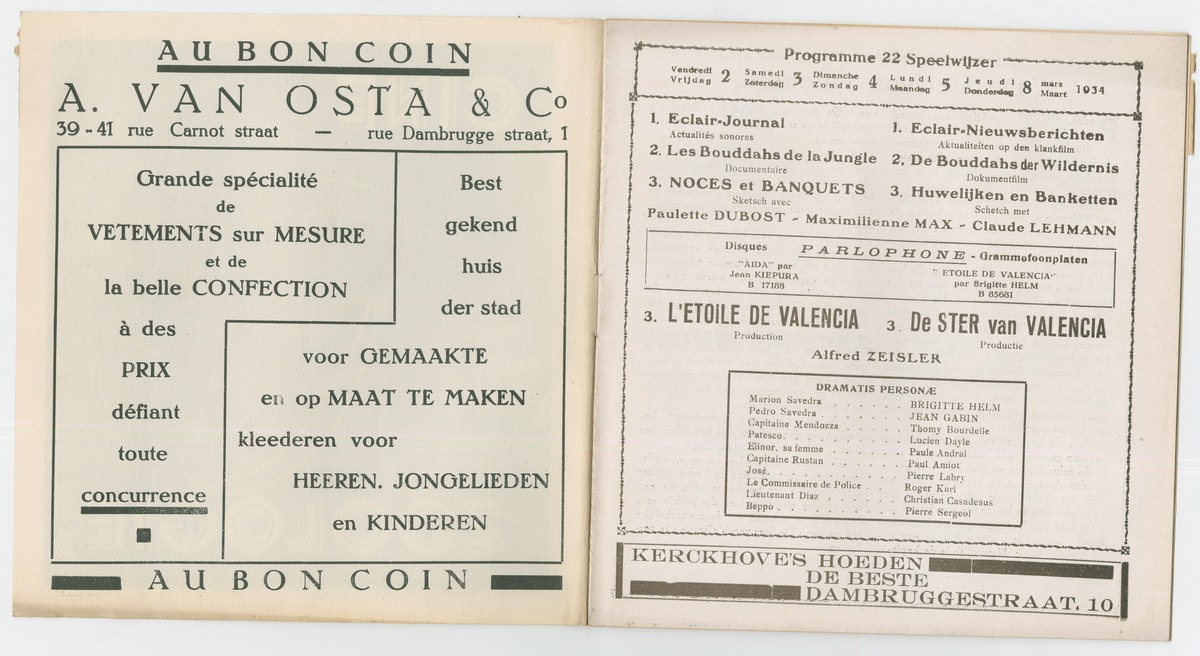 AU BON COIN
A. VAN OSTA & Co
39-41 rue Carnot straat — rue Dambrugge straat, 1
Grande spécialité
de
VETEMENTS sur MESURE
et de
la belle CONFECTION
à des
PRIX
défiant
toute
concurrence
Best
gekend
huis
der stad
voor GEMAAKTE
en op MAAT TE MAKEN
kleederen voor
HEEREN. JONGELIEDEN
en KINDEREN
AU BON COIN
Programme 22 Speelwijzer
Vendredi Vrijdag 2 Samedi Zaterdag 3 Dimanche Zondag 4 Lundi Maandag 5 Jeudi Donderdag 8 mars Maart 1934
1. Eclair-Journal
Actualités sonores
2. Les Bouddahs de la Jungle
Documentaire
3. NOCES et BANQUETS
Sketsch avec
1. Eclair-Nieuwsberichten
Aktualiteiten op den klankfilm
2. De Bouddahs der Wildernis
Dokumentfilm
3. Huwelijken en Banketten
Schetch met
Paulette DUBOST - Maximilienne MAX - Claude LEHMANN
Disques PARLOPHONE - Grammofoonplaten
"AIDA" par
Jean KIEPURA
B 17188
" ETOILE DE VALENCIA"
par Brigitte HELM
B 85681
3. L'ETOILE DE VALENCIA
Production
3. De STER van VALENCIA
Productie
Alfred ZEISLER
DRAMATIS PERSONÆ
Marion Savedra . . . . . . BRIGITTE HELM
Pedro Savedra . . . . . . JEAN GABIN
Capitaine Mendozza . . . . . Thomy Bourdelle
Patesco. . . . . . . . . Lucien Dayle
Elinor, sa femme . . . . . . Paule Andral
Capitaine Rustan . . . . . . Paul Amiot
José. . . . . . . . . . Pierre Labry
Le Commissaire de Police . . . Roger Karl
Lieutenant Diaz . . . . . . Christian Casadesus
Beppo . . . . . . . . . Pierre Sergeol
KERCKHOVE'S HOEDEN
DE BESTE
DAMBRUGGESTRAAT. 10